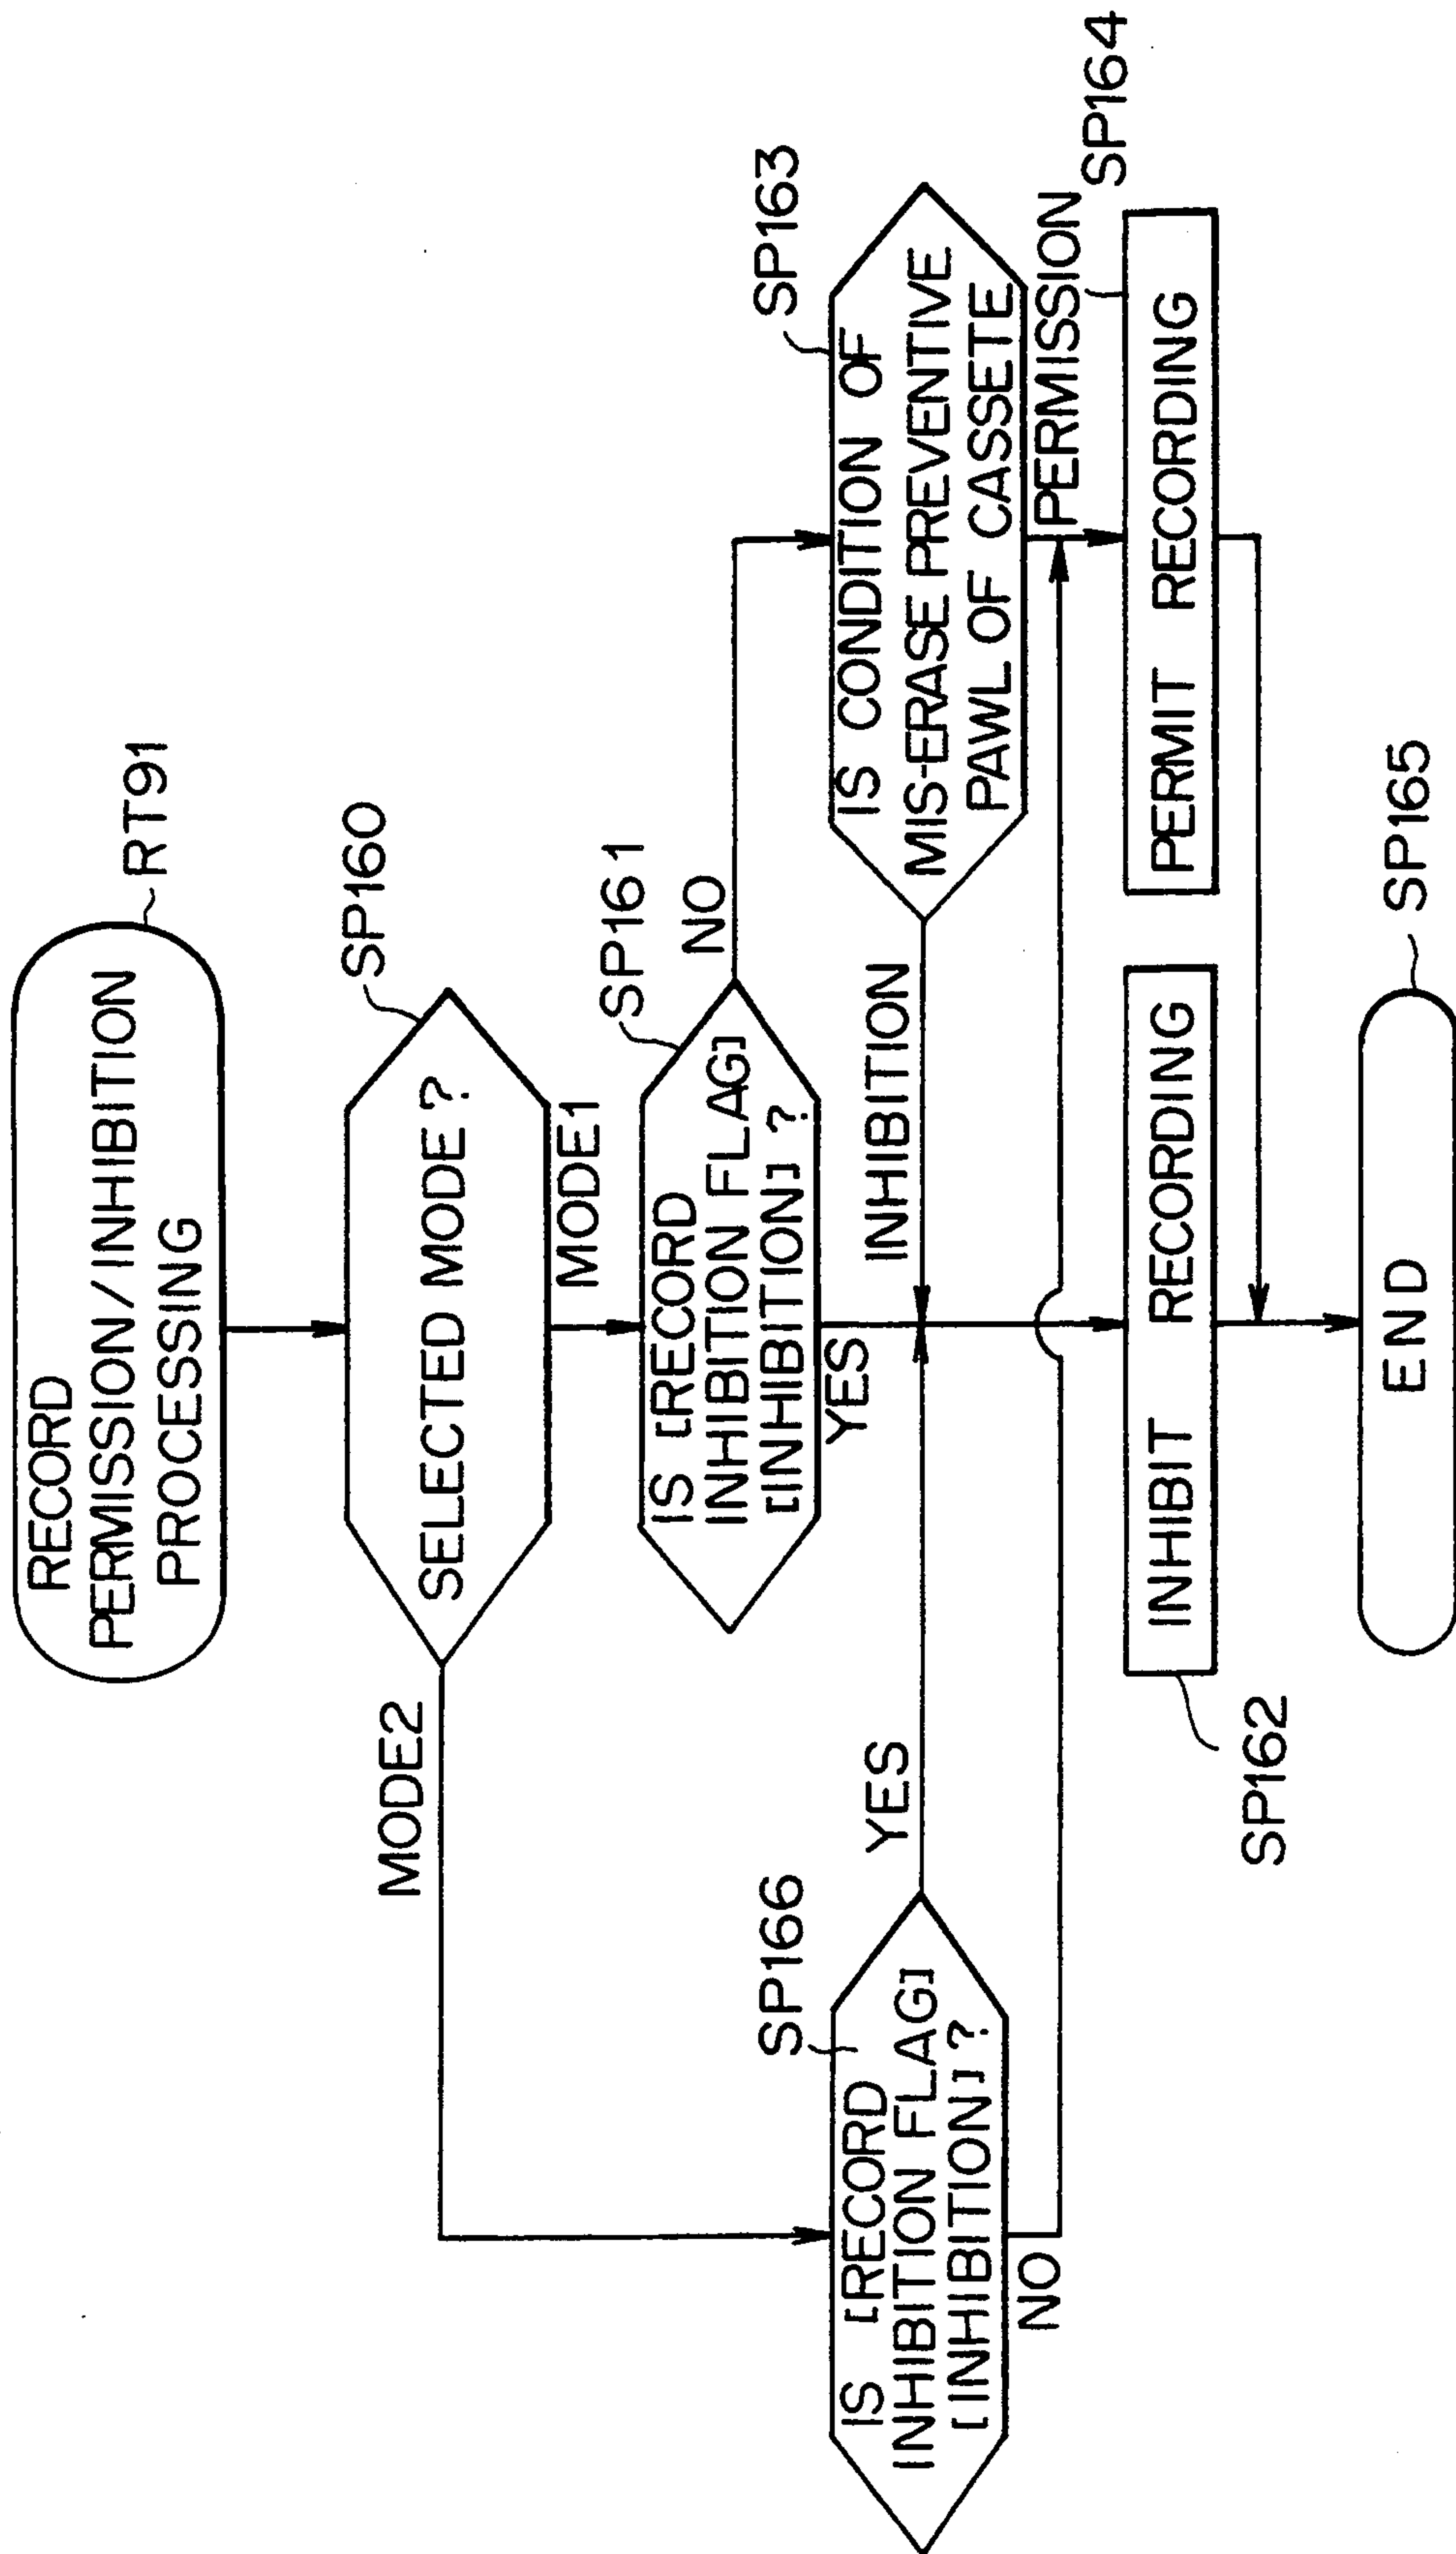 RECORD
PERMISSION/INHIBITION
PROCESSING
RT91
SELECTED MODE ?
SP160
MODE2
MODE1
IS [RECORD
INHIBITION FLAG]
[INHIBITION] ?
SP161
NO
YES
IS [RECORD
INHIBITION FLAG]
[INHIBITION] ?
SP166
YES
NO
INHIBITION
IS CONDITION OF
MIS-ERASE PREVENTIVE
PAWL OF CASSETE
SP163
PERMISSION
INHIBIT RECORDING
SP162
PERMIT RECORDING
SP164
END
SP165